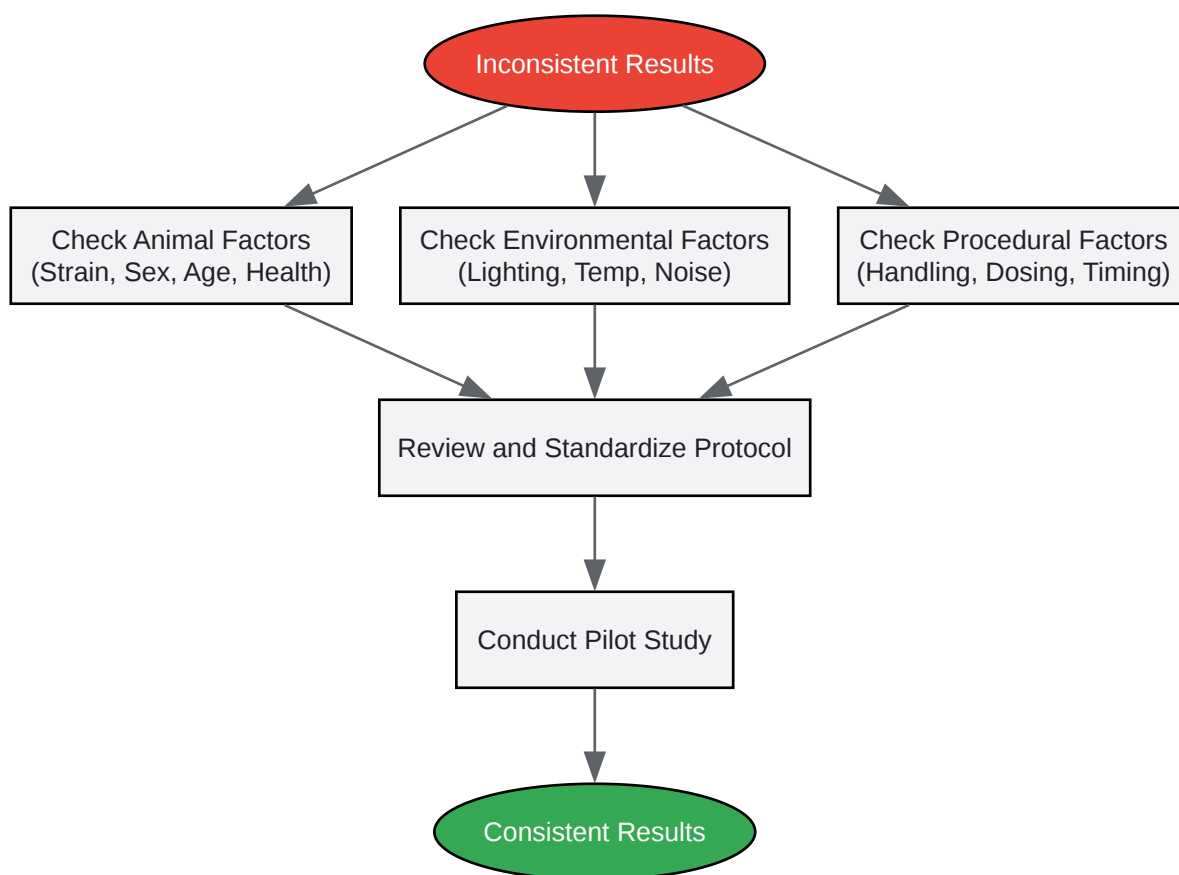 Inconsistent Results
Check Animal Factors
(Strain, Sex, Age, Health)
Check Environmental Factors
(Lighting, Temp, Noise)
Check Procedural Factors
(Handling, Dosing, Timing)
Review and Standardize Protocol
Conduct Pilot Study
Consistent Results